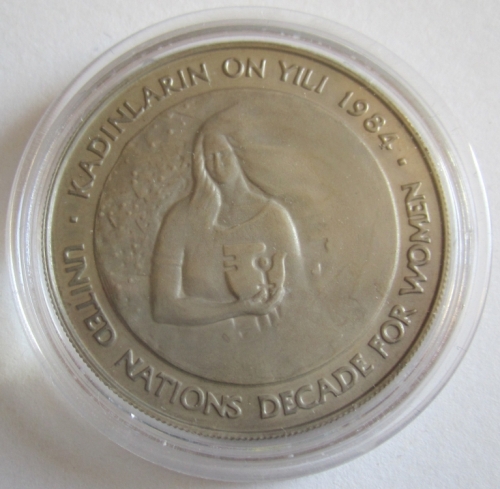 · KADINLARIN ON YILI 1984 ·
UNITED NATIONS DECADE FOR WOMEN